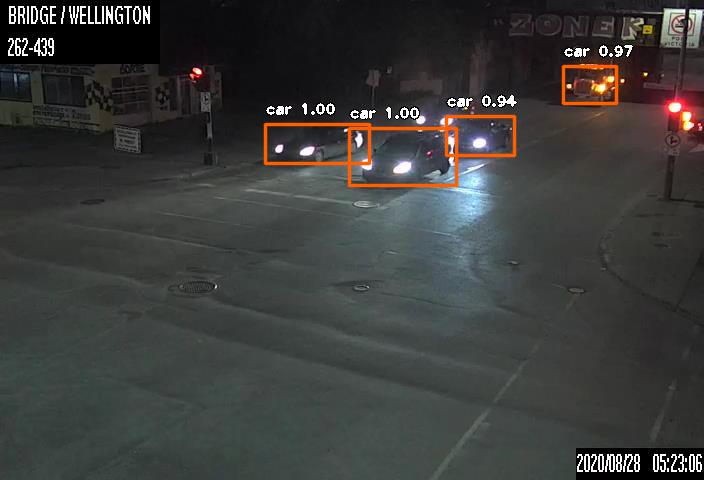 BRIDGE / WELLINGTON
262-439
"ZONE
car 0.97
car 1.00
car 1.00
car 0.94
2020/08/28 05:23:06